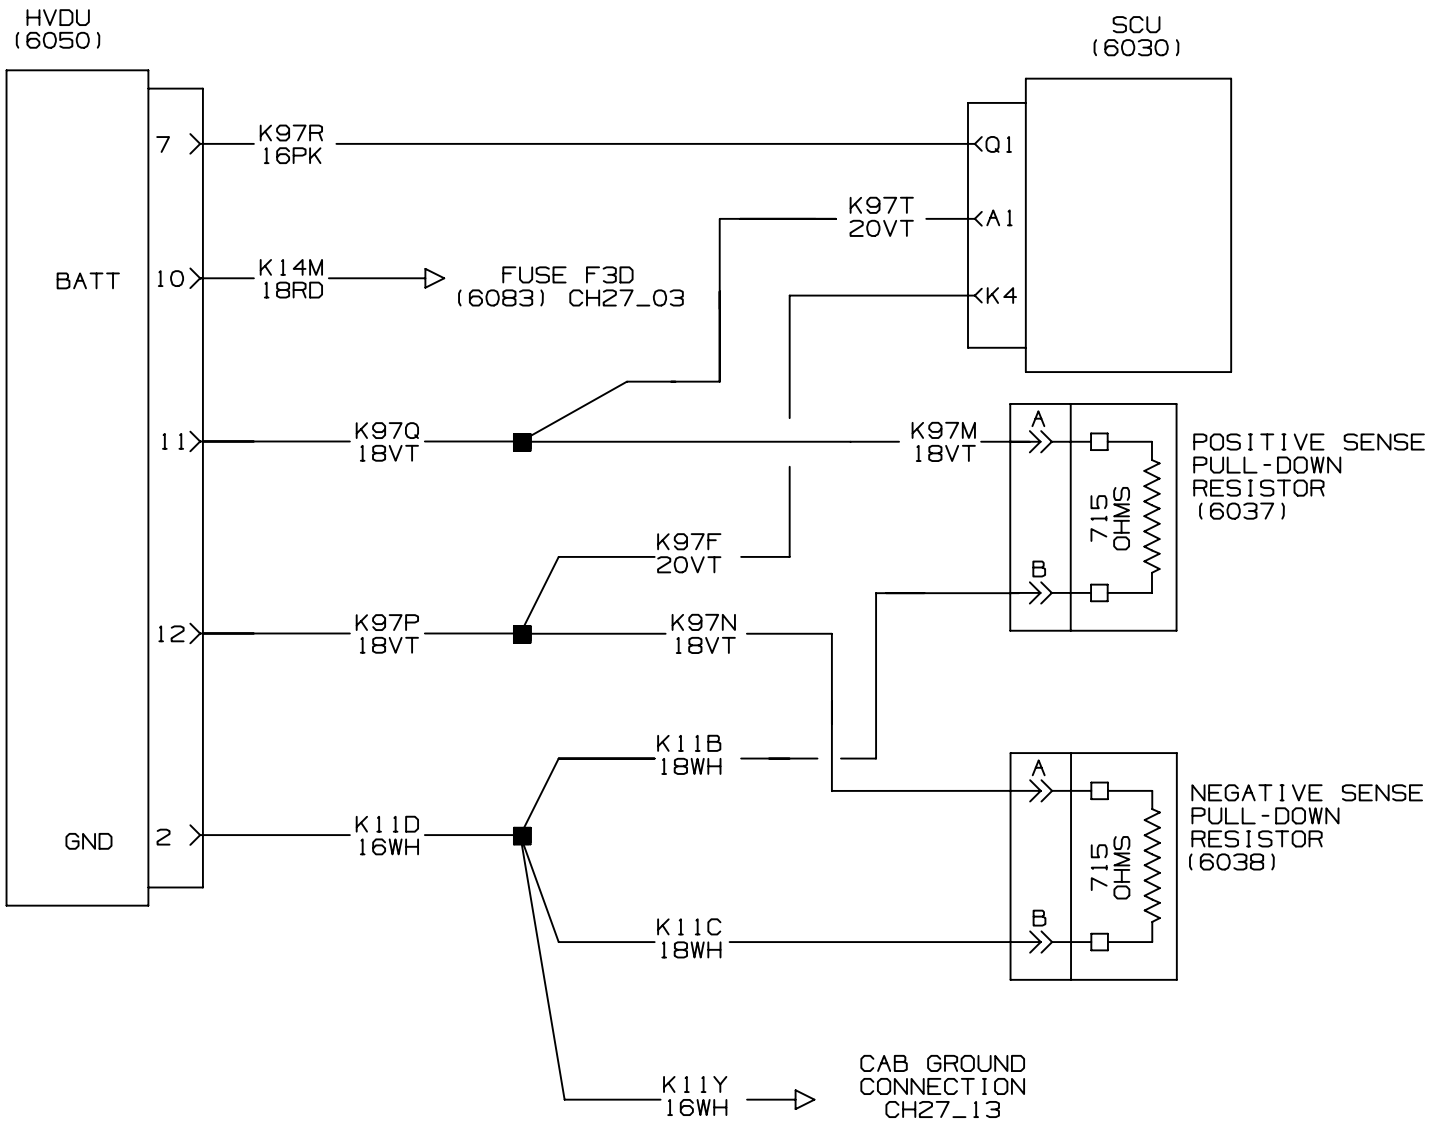 HVDU
(6050)
SCU
(6030)
7
K97R
16PK
Q1
K97T
20VT
A1
BATT
10
K14M
18RD
FUSE F3D
(6083) CH27_03
K4
11
K97Q
18VT
K97M
18VT
A
715
OHMS
B
POSITIVE SENSE
PULL-DOWN
RESISTOR
(6037)
K97F
20VT
12
K97P
18VT
K97N
18VT
K11B
18WH
GND
2
K11D
16WH
A
715
OHMS
B
NEGATIVE SENSE
PULL-DOWN
RESISTOR
(6038)
K11C
18WH
K11Y
16WH
CAB GROUND
CONNECTION
CH27_13